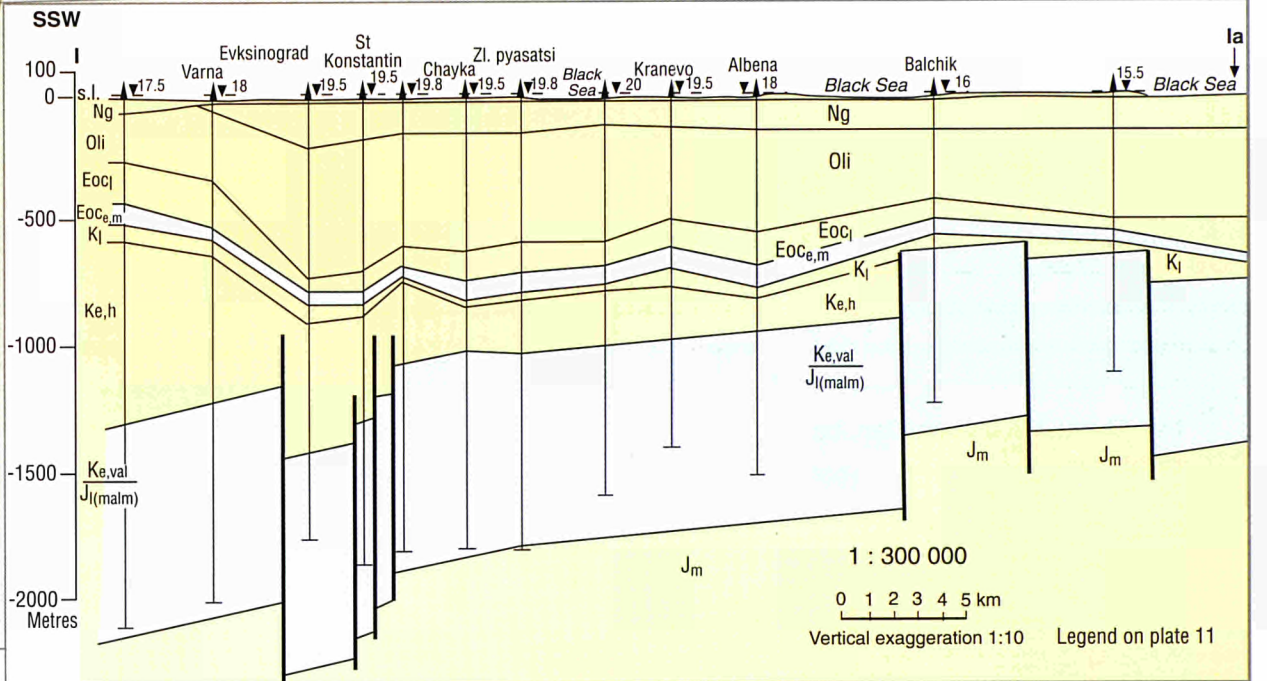 SSW
I
Ia
St
Evksinograd
Konstantin
Zl. pyasatsi
Varna
Chayka
Black
Sea
Kranevo
Albena
Black Sea
Balchik
Black Sea
100
0
s.l.
17.5
18
19.5
19.5
19.8
19.5
19.8
20
19.5
18
16
15.5
Ng
Ng
Oli
Oli
Eocl
-500
Eoce,m
Eocl
Eoce,m
Kl
Kl
Kl
Ke,h
Ke,h
-1000
Ke,val
Jl(malm)
-1500
Ke,val
Jl(malm)
Jm
Jm
Jm
-2000
Metres
1 : 300 000
0 1 2 3 4 5 km
Vertical exaggeration 1:10
Legend on plate 11